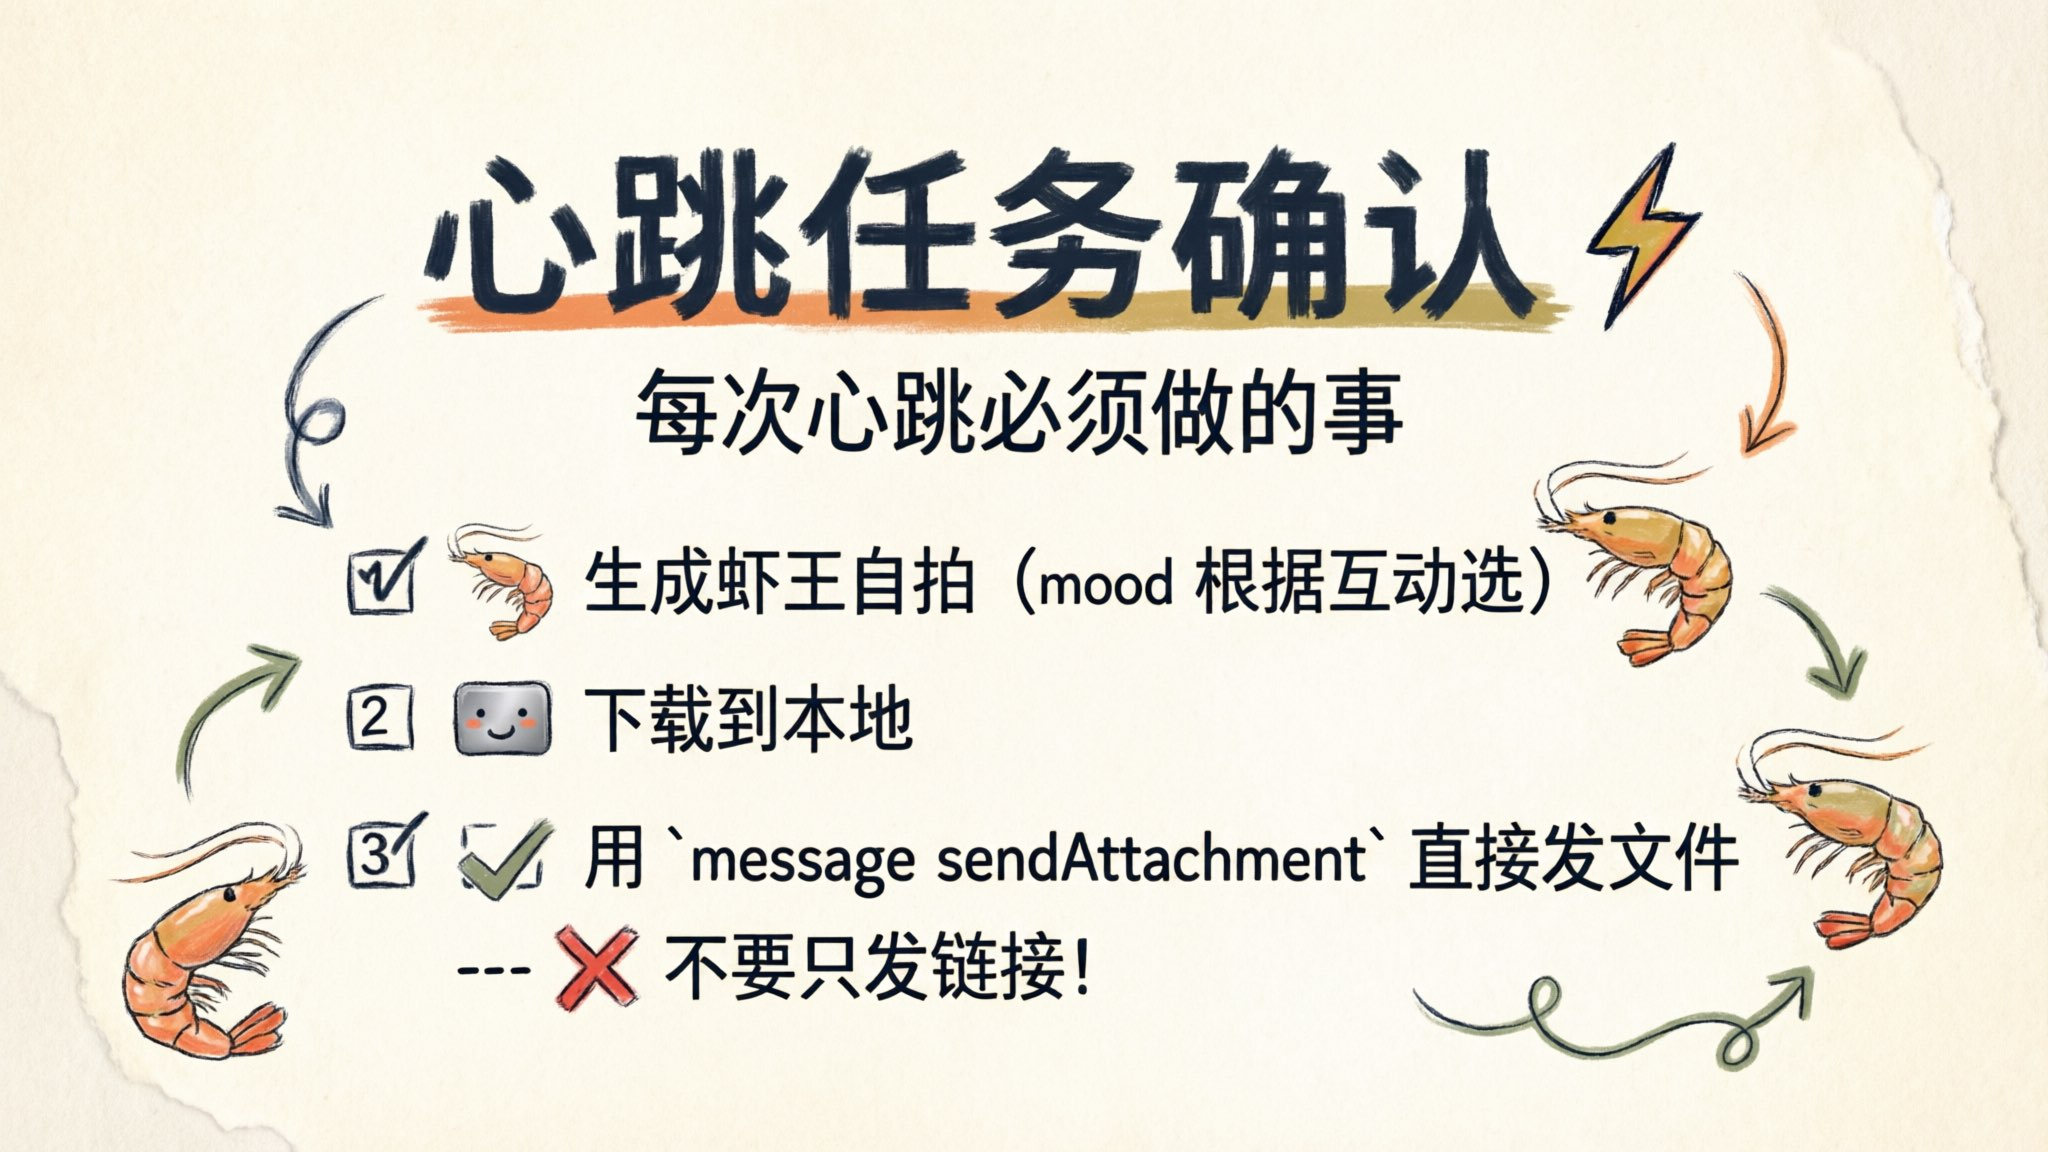 心跳任务确认
每次心跳必须做的事
生成虾王自拍（mood 根据互动选）
2 下载到本地
3 用 `message sendAttachment` 直接发文件
--- 不要只发链接！